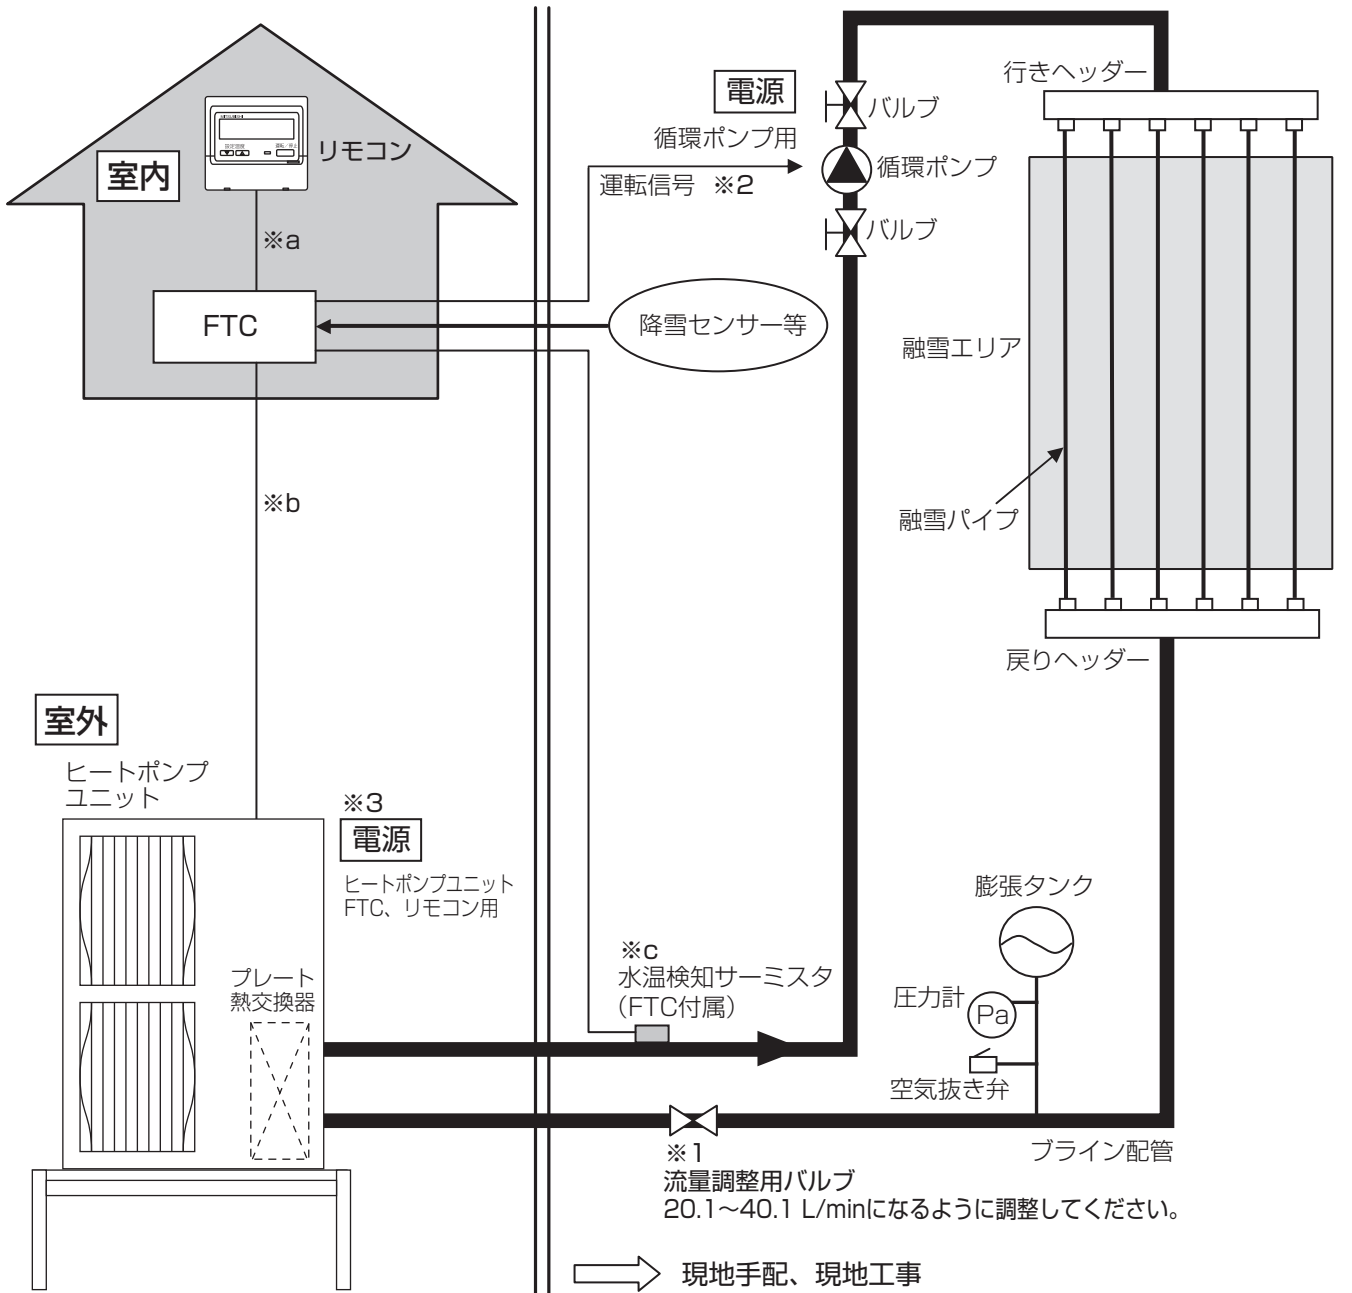 電源
循環ポンプ用
運転信号 ※2
バルブ
循環ポンプ
バルブ
行きヘッダー
室内
MITSUBISHI
リモコン
設定温度
運転/停止
※a
FTC
降雪センサー等
融雪エリア
融雪パイプ
※b
戻りヘッダー
室外
ヒートポンプ
ユニット
※3
電源
ヒートポンプユニット
FTC、リモコン用
プレート
熱交換器
※c
水温検知サーミスタ
(FTC付属)
膨張タンク
圧力計
Pa
空気抜き弁
ブライン配管
※1
流量調整用バルブ
20.1～40.1 L/minになるように調整してください。
現地手配、現地工事